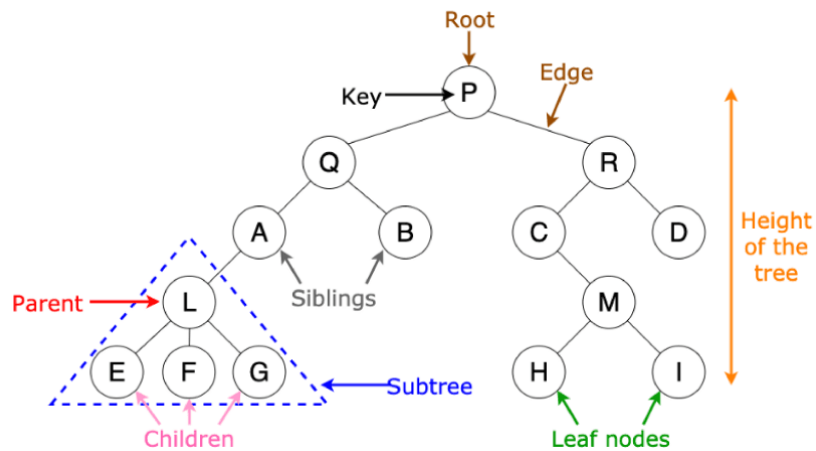 Root
Edge
Key
P
Q
R
A
B
C
D
Height
of the
tree
Siblings
Parent
L
M
E
F
G
H
I
Subtree
Children
Leaf nodes